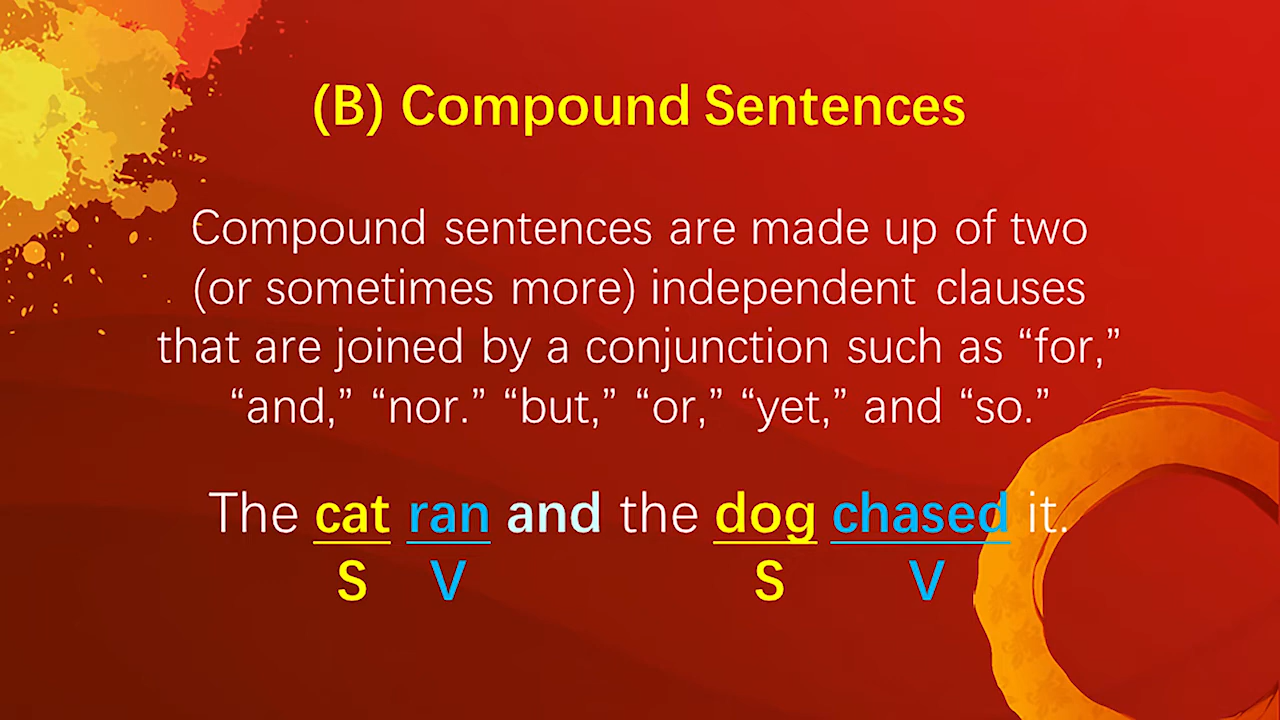 (B) Compound Sentences
Compound sentences are made up of two
(or sometimes more) independent clauses
that are joined by a conjunction such as “for,”
“and,” “nor.” “but,” “or,” “yet,” and “so.”
The cat ran and the dog chased it.
S V S V